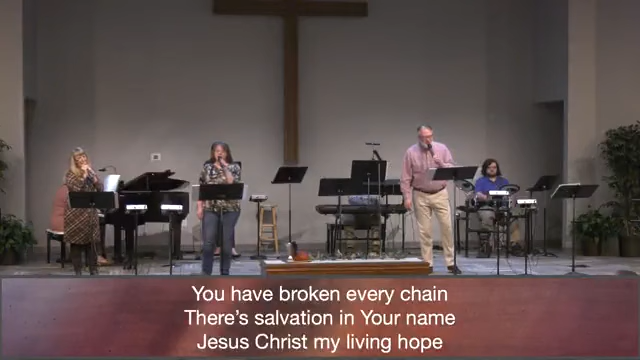 You have broken every chain
There's salvation in Your name
Jesus Christ my living hope